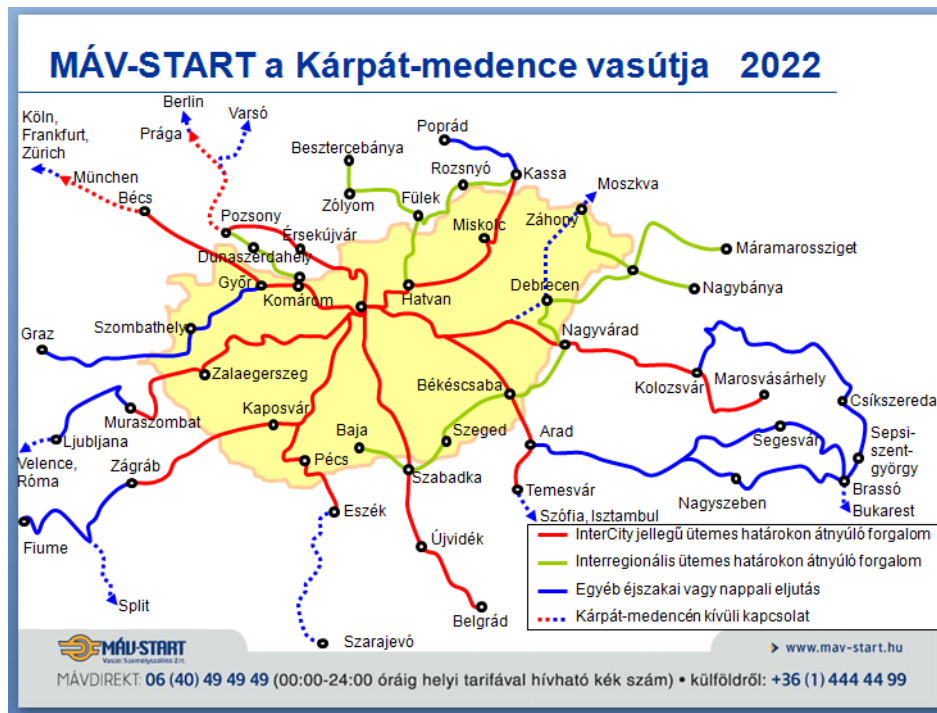 MÁV-START a Kárpát-medence vasútja 2022
Berlin
Varsó
Köln,
Frankfurt,
Zürich
Prága
Poprád
Besztercebánya
Rozsnyó
Kassa
München
Moszkva
Bécs
Zólyom
Fülek
Záhony
Pozsony
Miskolc
Érsekújvár
Máramarossziget
Dunaszerdahely
Győr
Komárom
Hatvan
Debrecen
Nagybánya
Szombathely
Graz
Nagyvárad
Zalaegerszeg
Békéscsaba
Kolozsvár
Marosvásárhely
Muraszombat
Kaposvár
Csíkszereda
Ljubljana
Baja
Szeged
Arad
Segesvár
Sepsi-
szent-
györgy
Velence,
Róma
Zágráb
Pécs
Szabadka
Temesvár
Nagyszeben
Brassó
Bukarest
Eszék
Szófia, Isztambul
Fiume
Újvidék
InterCity jellegű ütemes határokon átnyúló forgalom
Interregionális ütemes határokon átnyúló forgalom
Egyéb éjszakai vagy nappali eljutás
Kárpát-medencén kívüli kapcsolat
Split
Belgrád
Szarajevó
MÁV-START
Vasúti Személyszállító Zrt.
www.mav-start.hu
MÁVDIREKT: 06 (40) 49 49 49 (00:00-24:00 óráig helyi tarifával hívható kék szám) • külföldről: +36 (1) 444 44 99